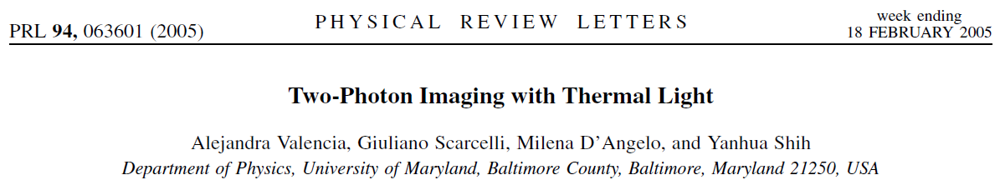 PRL 94, 063601 (2005)
PHYSICAL REVIEW LETTERS
week ending
18 FEBRUARY 2005
Two-Photon Imaging with Thermal Light
Alejandra Valencia, Giuliano Scarcelli, Milena D'Angelo, and Yanhua Shih
Department of Physics, University of Maryland, Baltimore County, Baltimore, Maryland 21250, USA